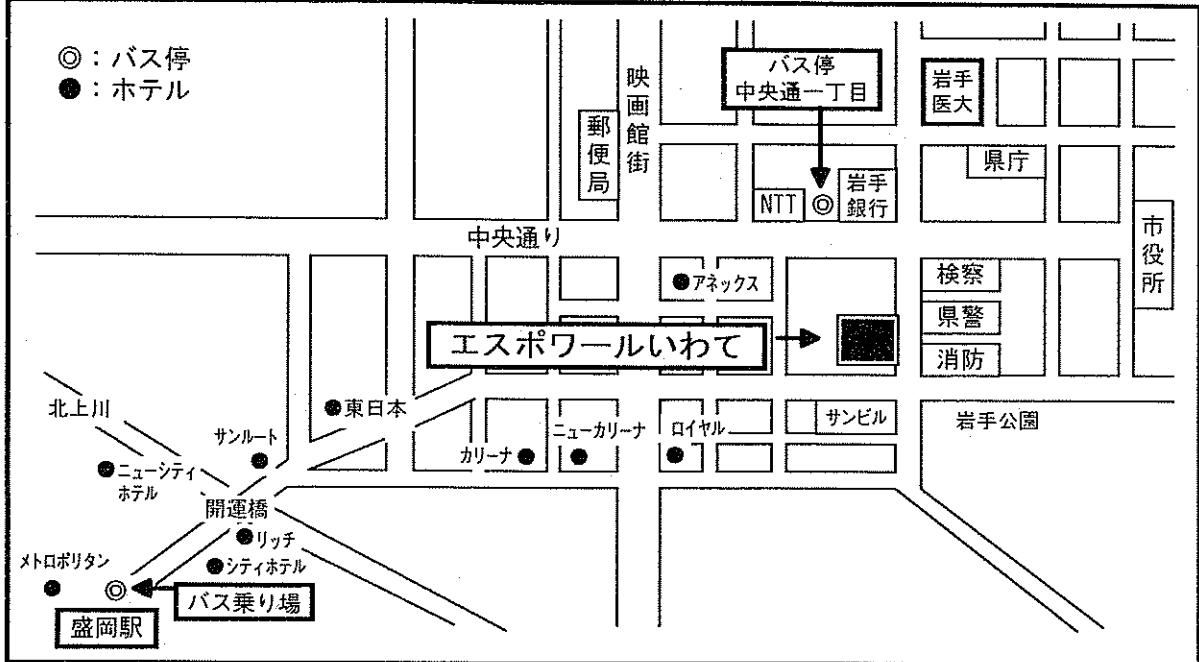 ◎：バス停
●：ホテル
映画館街
郵便局
バス停
中央通一丁目
岩手
医大
県庁
NTT
◎
岩手
銀行
市役所
中央通り
●アネックス
検察
県警
消防
エスポワールいわて
北上川
●東日本
サンルート
ニューカリーナ
ロイヤル
サンビル
岩手公園
カリーナ
ニューシティ
ホテル
開運橋
リッチ
シティホテル
メトロポリタン
バス乗り場
盛岡駅